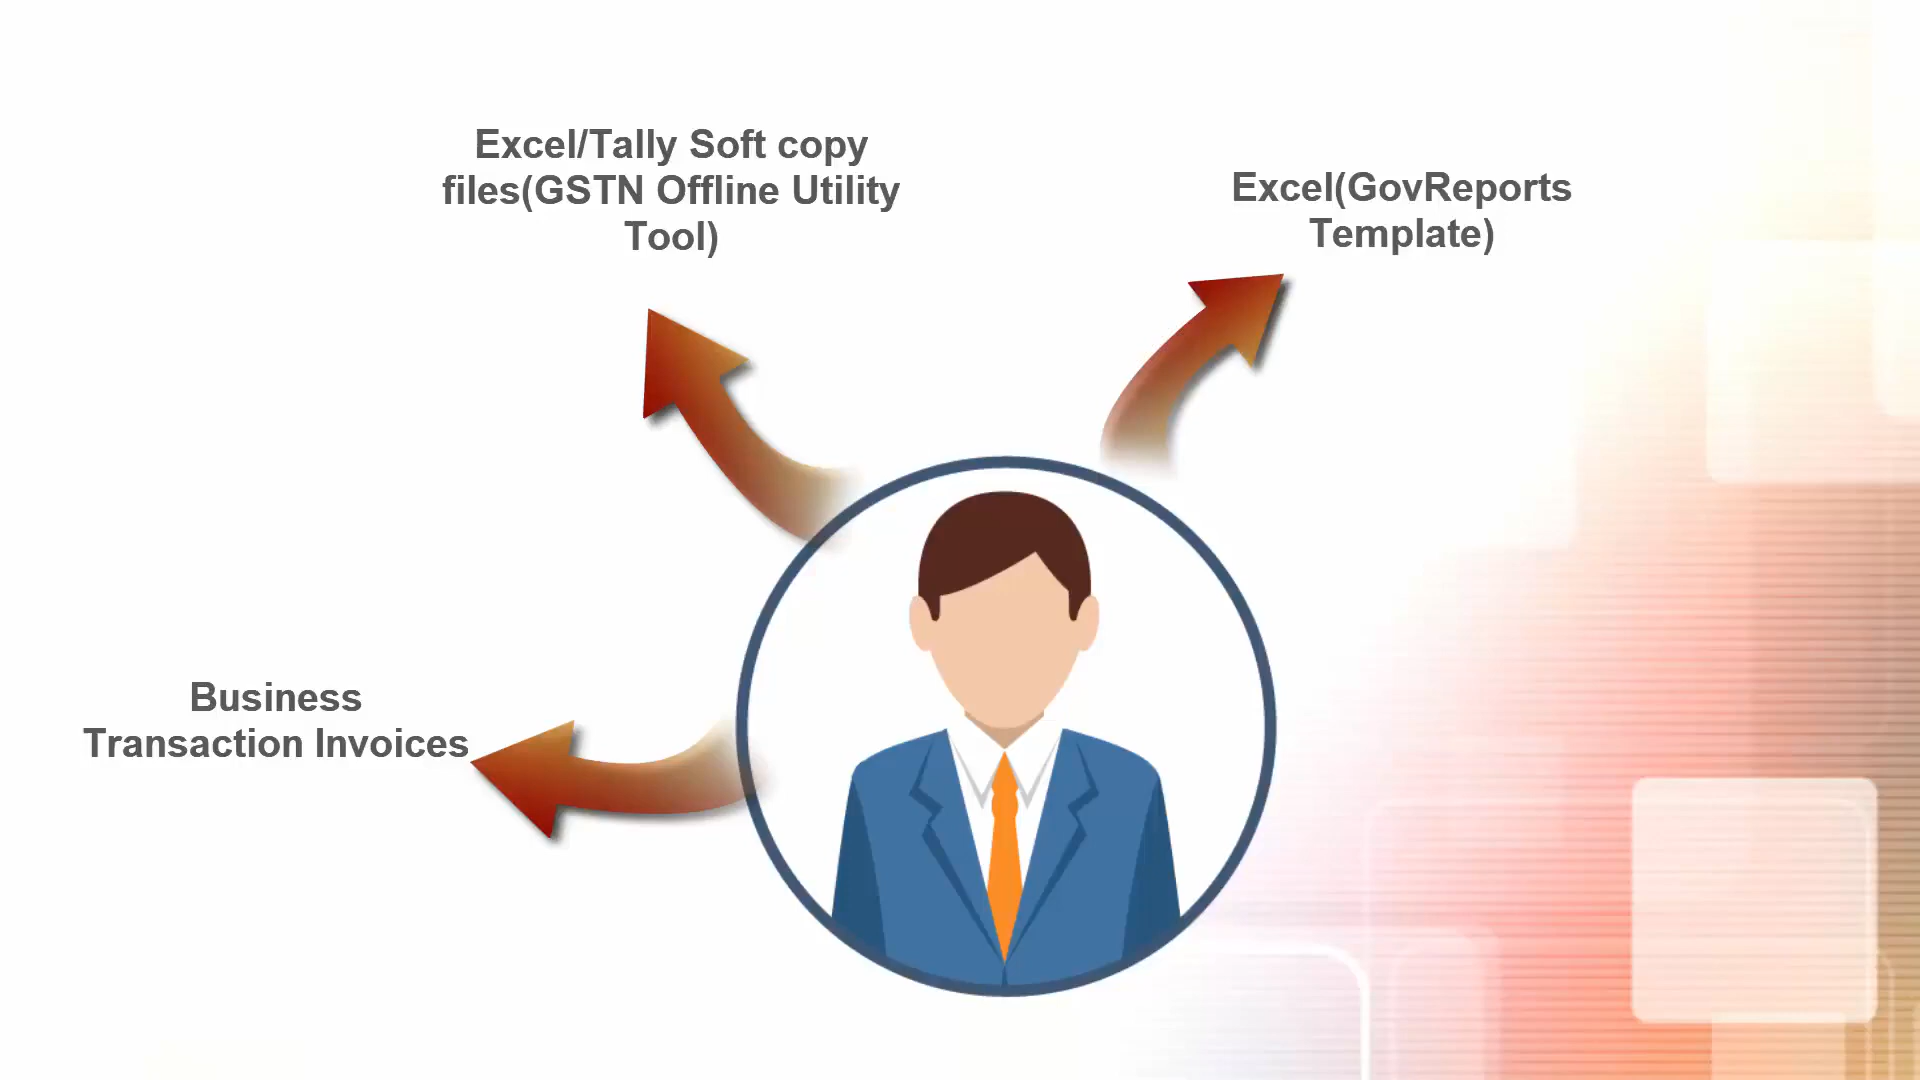 Excel/Tally Soft copy
files(GSTN Offline Utility
Tool)
Excel(GovReports
Template)
Business
Transaction Invoices